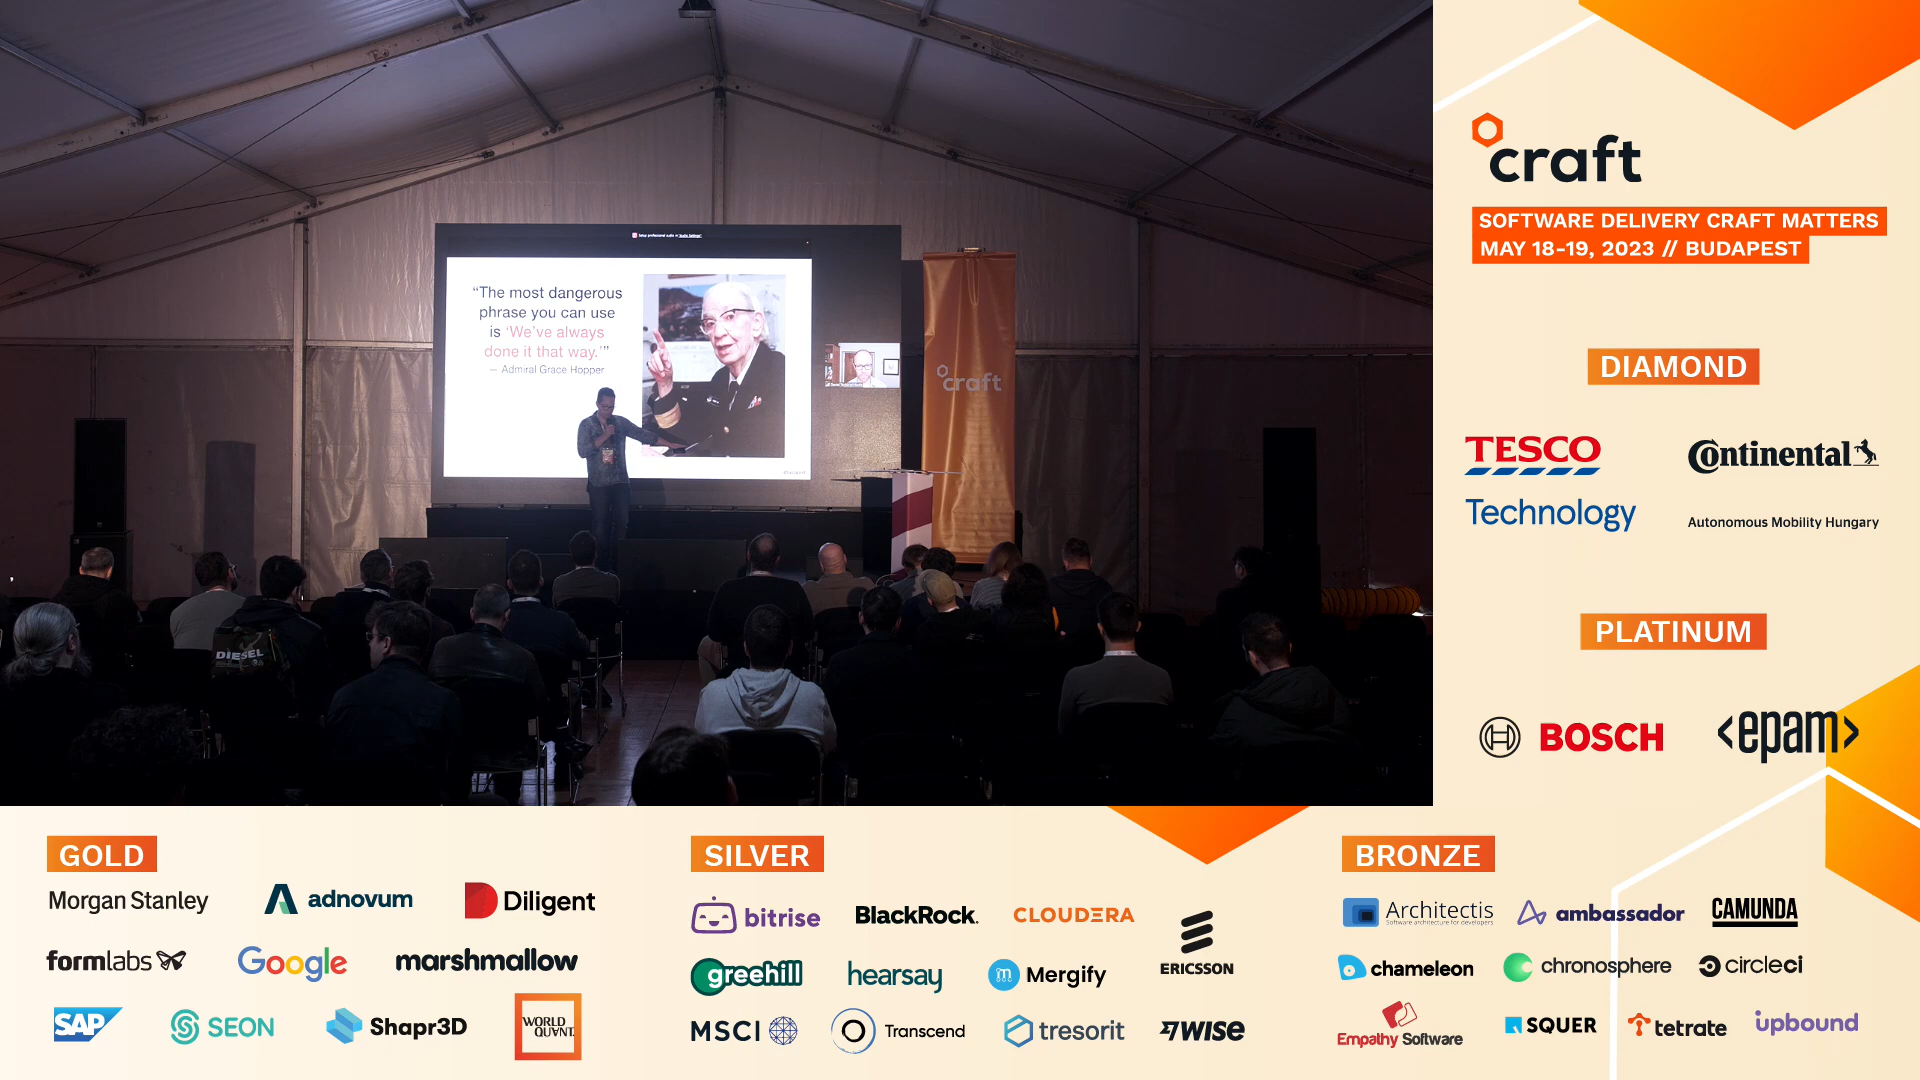 "The most dangerous
phrase you can use
is 'We've always
done it that way.'"
— Admiral Grace Hopper
craft
DIESEL
craft
SOFTWARE DELIVERY CRAFT MATTERS
MAY 18-19, 2023 // BUDAPEST
DIAMOND
TESCO
Technology
Continental
Autonomous Mobility Hungary
PLATINUM
BOSCH
<epam>
GOLD
Morgan Stanley
adnovum
Diligent
formlabs
Google
marshmallow
SAP
SEON
Shapr3D
WORLD
QUANT
SILVER
bitrise
BlackRock.
CLOUDERA
ERICSSON
greehill
hearsay
Mergify
MSCI
Transcend
tresorit
WISE
BRONZE
Architectis
Software architecture for developers
ambassador
CAMUNDA
chameleon
chronosphere
circleci
Empathy Software
SQUER
tetrate
upbound